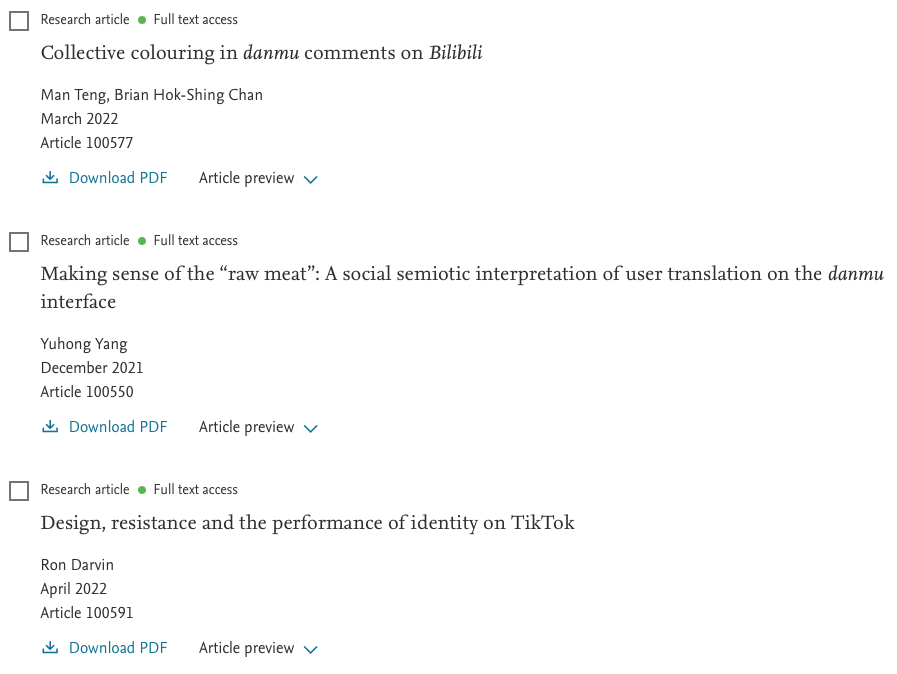 Research article ● Full text access
Collective colouring in danmu comments on Bilibili
Man Teng, Brian Hok-Shing Chan
March 2022
Article 100577
Download PDF Article preview
Research article ● Full text access
Making sense of the “raw meat”: A social semiotic interpretation of user translation on the danmu
interface
Yuhong Yang
December 2021
Article 100550
Download PDF Article preview
Research article ● Full text access
Design, resistance and the performance of identity on TikTok
Ron Darvin
April 2022
Article 100591
Download PDF Article preview